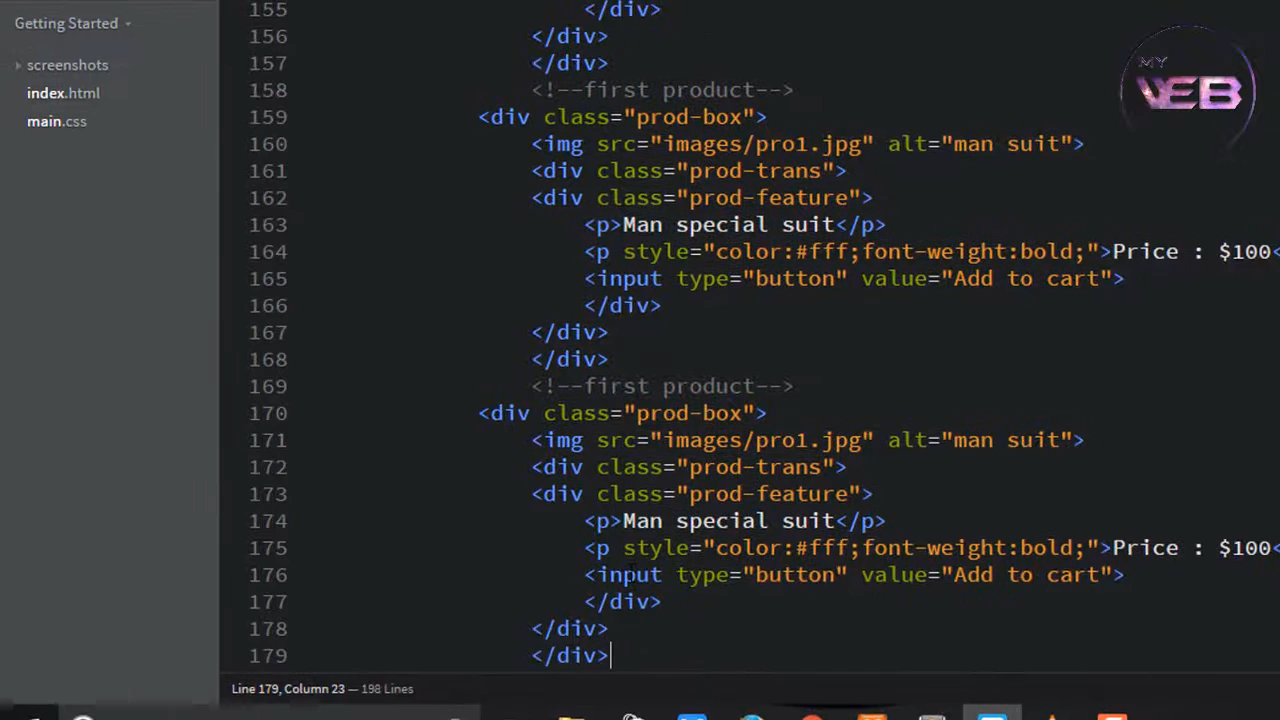 Getting Started
screenshots
index.html
main.css
MY
WEB
155 </div>
156 </div>
157 </div>
158 <!--first product-->
159 <div class="prod-box">
160 <img src="images/pro1.jpg" alt="man suit">
161 <div class="prod-trans">
162 <div class="prod-feature">
163 <p>Man special suit</p>
164 <p style="color:#fff;font-weight:bold;">Price : $100<
165 <input type="button" value="Add to cart">
166 </div>
167 </div>
168 </div>
169 <!--first product-->
170 <div class="prod-box">
171 <img src="images/pro1.jpg" alt="man suit">
172 <div class="prod-trans">
173 <div class="prod-feature">
174 <p>Man special suit</p>
175 <p style="color:#fff;font-weight:bold;">Price : $100<
176 <input type="button" value="Add to cart">
177 </div>
178 </div>
179 </div>
Line 179, Column 23 — 198 Lines